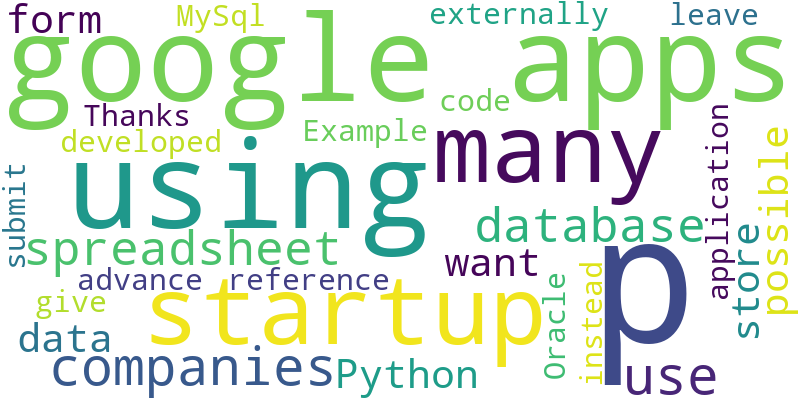 form
MySql
externally
leave
google apps
Thanks
code
developed
Example
many
using
application
possible
submit
spreadsheet
database
want
p
store
advance
reference
give
startup
Oracle
instead
data
companies
Python
use